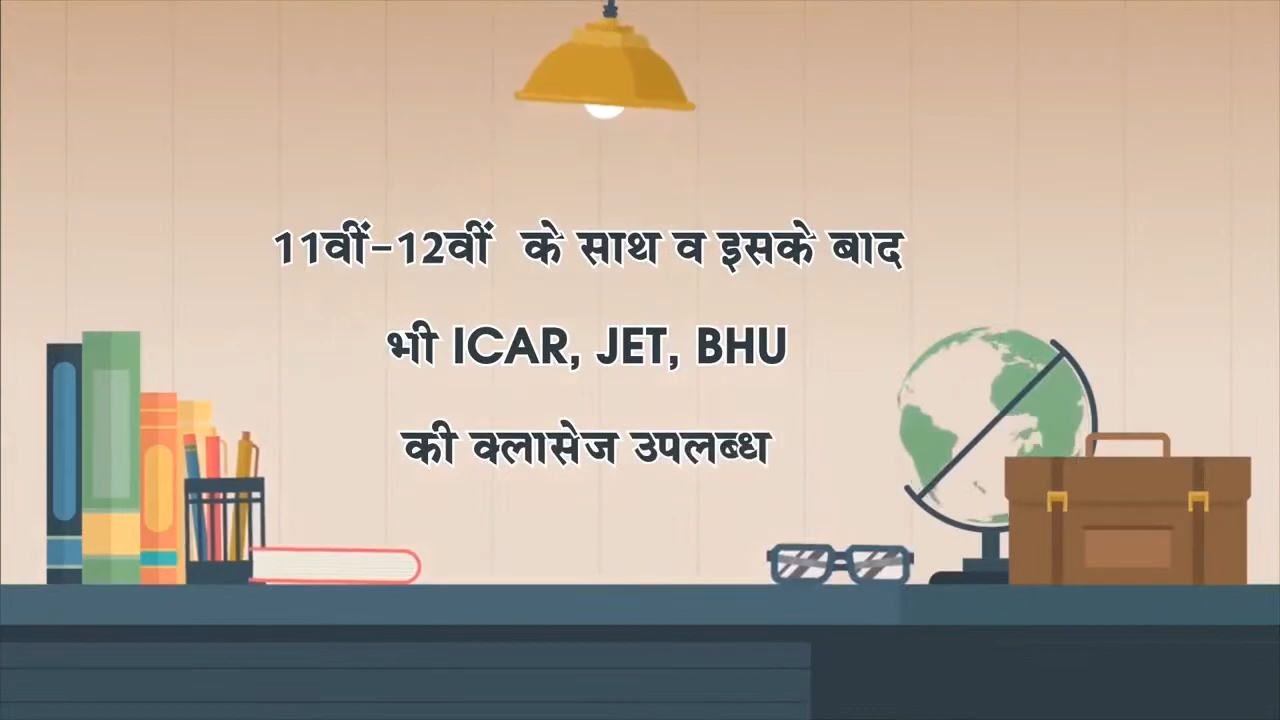 11वीं-12वीं के साथ व इसके बाद
भी ICAR, JET, BHU
की क्लासेज उपलब्ध